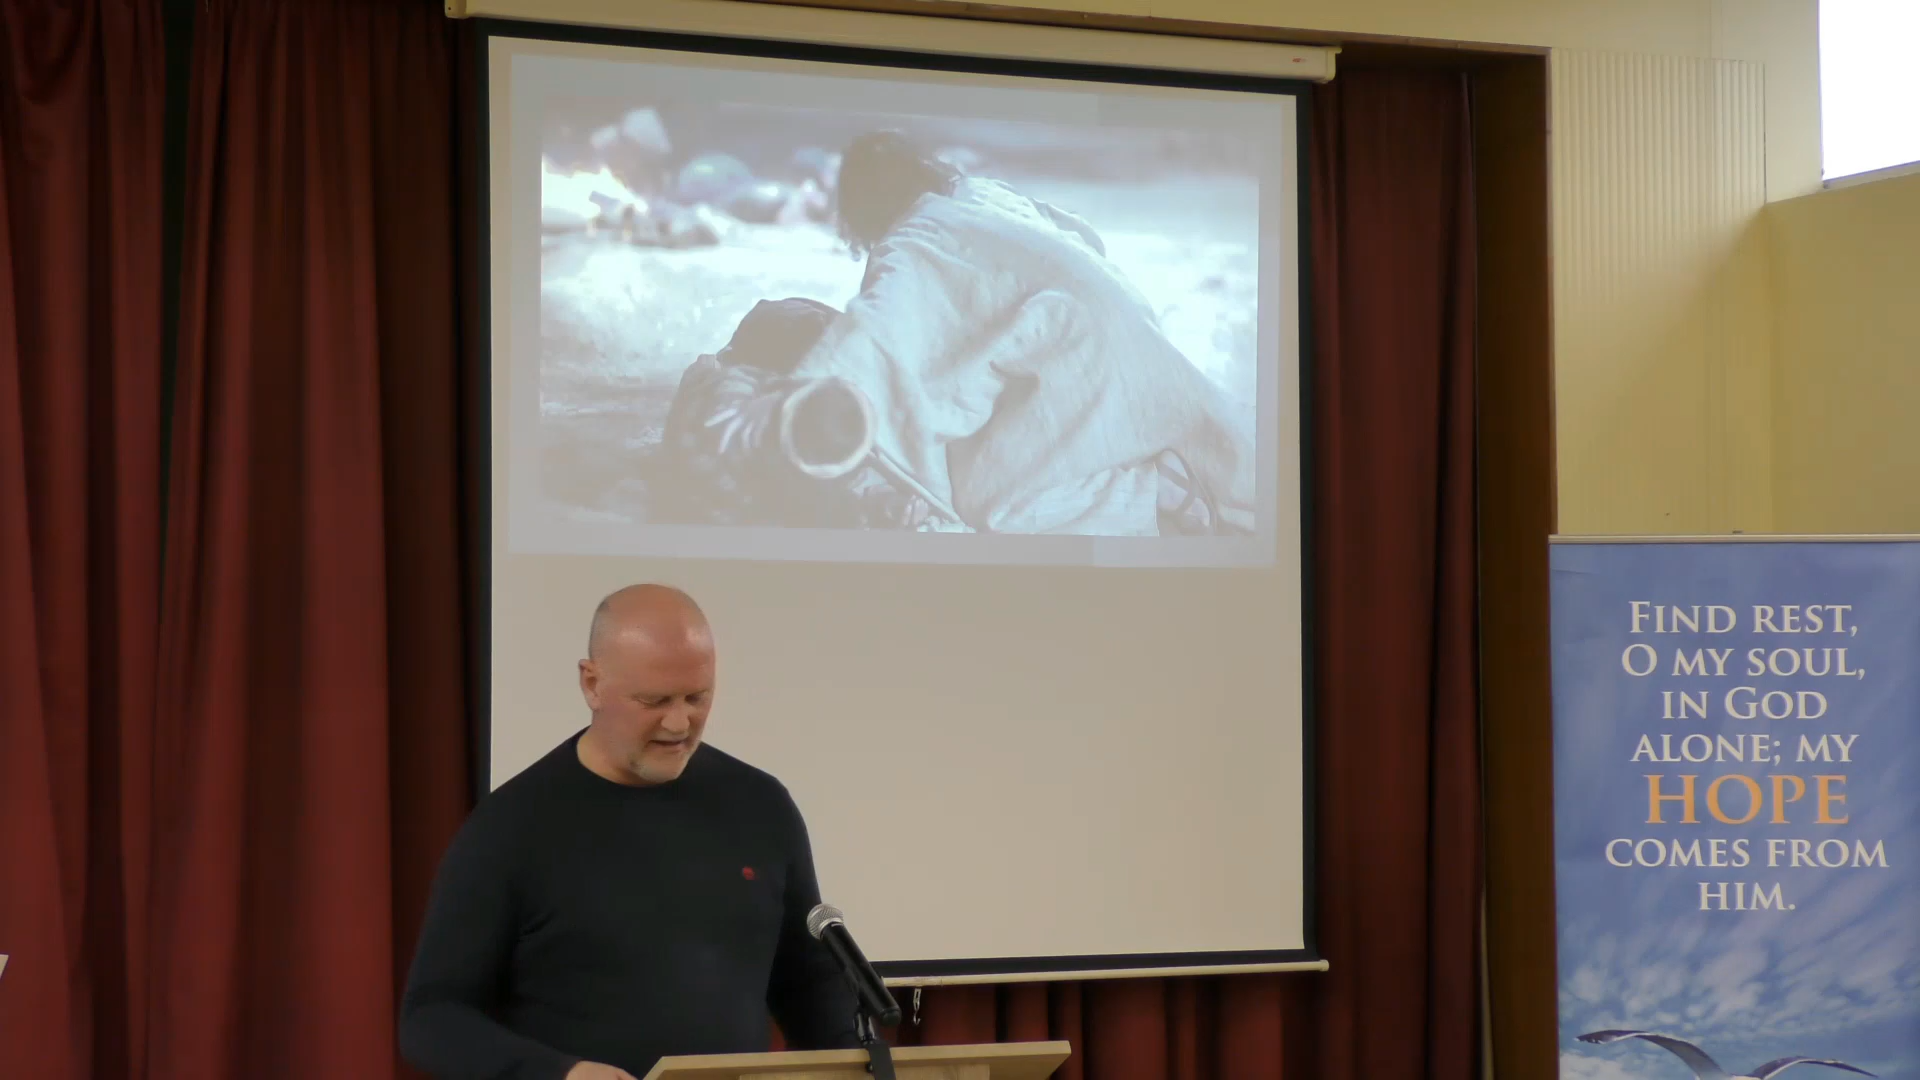 FIND REST,
O MY SOUL,
IN GOD
ALONE; MY
HOPE
COMES FROM
HIM.